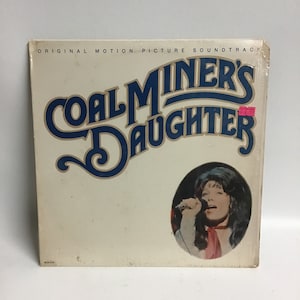 ORIGINAL MOTION PICTURE SOUNDTRACK
COAL MINER'S
DAUGHTER